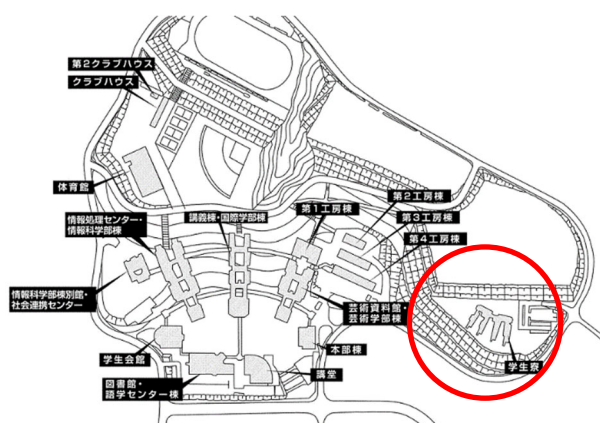 第2クラブハウス
クラブハウス
体育館
情報処理センター・
情報科学部棟
講義棟・国際学部棟
第1工房棟
第2工房棟
第3工房棟
第4工房棟
情報科学部棟別館・
社会連携センター
芸術資料館・
芸術学部棟
学生会館
本部棟
講堂
図書館・
語学センター棟
学生寮